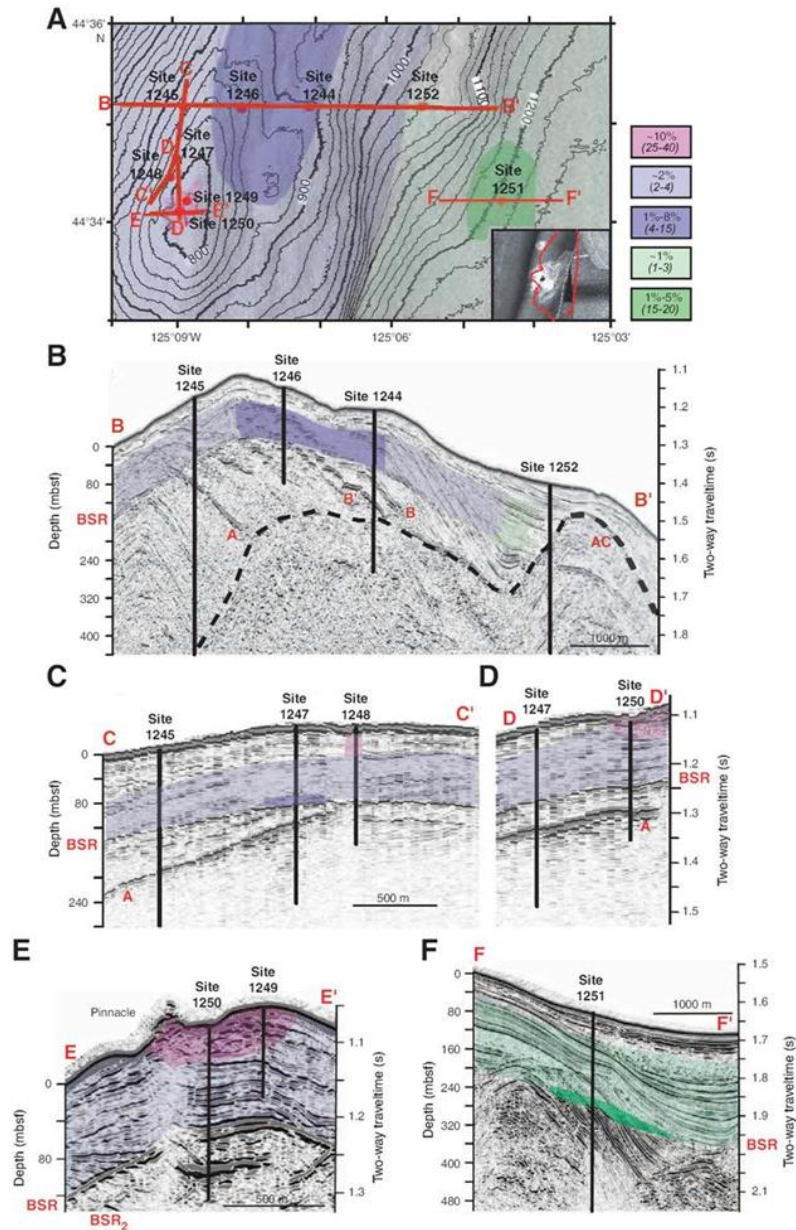 A
44°36'
N
44°34'
125°09'W
125°06'
125°03'
B
Site
1245
C
Site
1246
Site
1244
Site
1252
B'
1000
1100
1200
900
800
D
Site
1247
Site
1248
C'
Site 1249
E
E'
Site 1250
D'
Site
1251
F
F'
~10%
(25-40)
~2%
(2-4)
1%-8%
(4-15)
~1%
(1-3)
1%-5%
(15-20)
B
Site
1245
Site
1246
Site 1244
Site 1252
B
B'
Depth (mbsf)
0
80
BSR
240
320
400
A
B'
B
AC
1000 m
1.1
1.2
1.3
1.4
1.5
1.6
1.7
1.8
Two-way traveltime (s)
C
C
Site
1245
Site
1247
Site
1248
C'
Depth (mbsf)
0
80
BSR
240
A
500 m
D
D
Site
1247
Site
1250
D'
A
1.1
1.2
BSR
1.3
1.4
1.5
Two-way traveltime (s)
E
Pinnacle
Site
1250
Site
1249
E
E'
Depth (mbsf)
0
80
BSR
BSR2
500 m
1.1
1.2
1.3
Two-way traveltime (s)
F
F
Site
1251
1000 m
F'
Depth (mbsf)
0
80
160
240
320
400
480
1.5
1.6
1.7
1.8
1.9
BSR
2.1
Two-way traveltime (s)